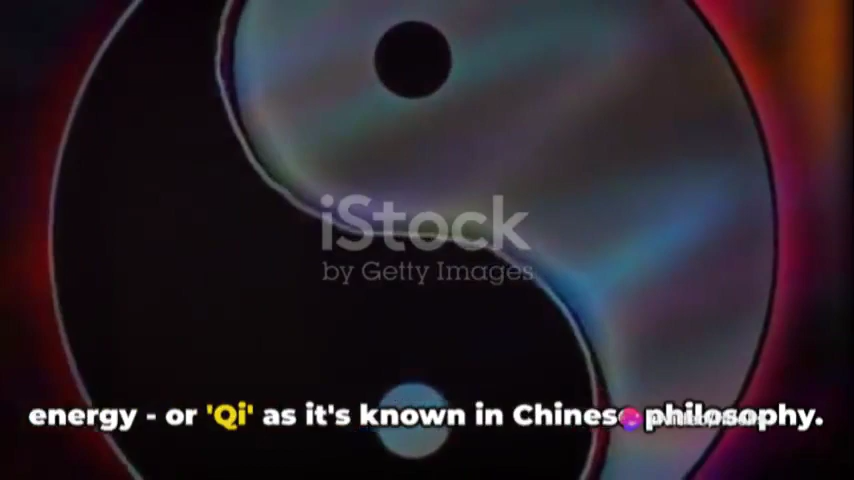 iStock
by Getty Images
energy - or 'Qi' as it's known in Chinese philosophy.